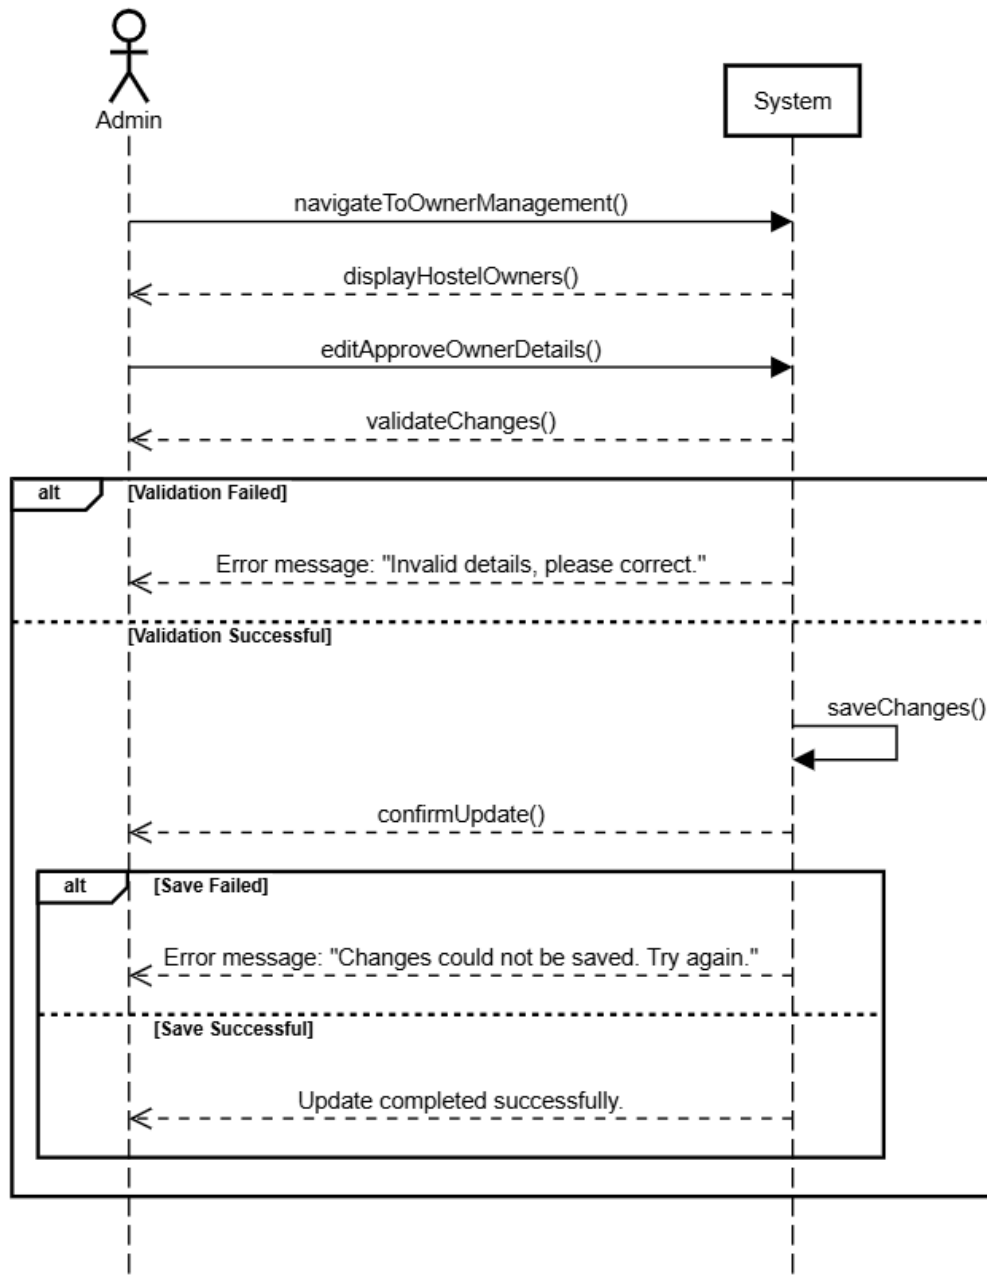 Admin
System
navigateToOwnerManagement()
displayHostelOwners()
editApproveOwnerDetails()
validateChanges()
alt
[Validation Failed]
Error message: "Invalid details, please correct."
[Validation Successful]
saveChanges()
confirmUpdate()
alt
[Save Failed]
Error message: "Changes could not be saved. Try again."
[Save Successful]
Update completed successfully.